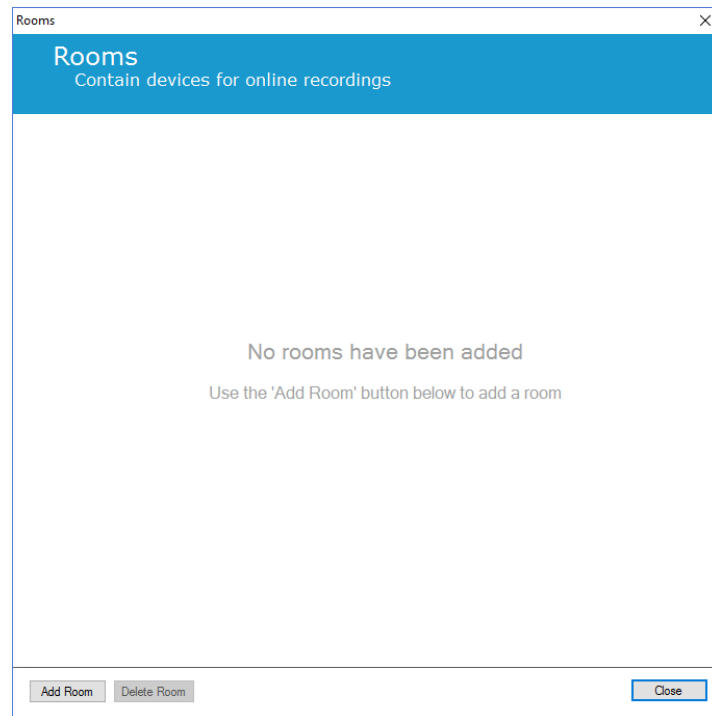 Rooms
Rooms
Contain devices for online recordings
No rooms have been added
Use the 'Add Room' button below to add a room
Add Room Delete Room Close